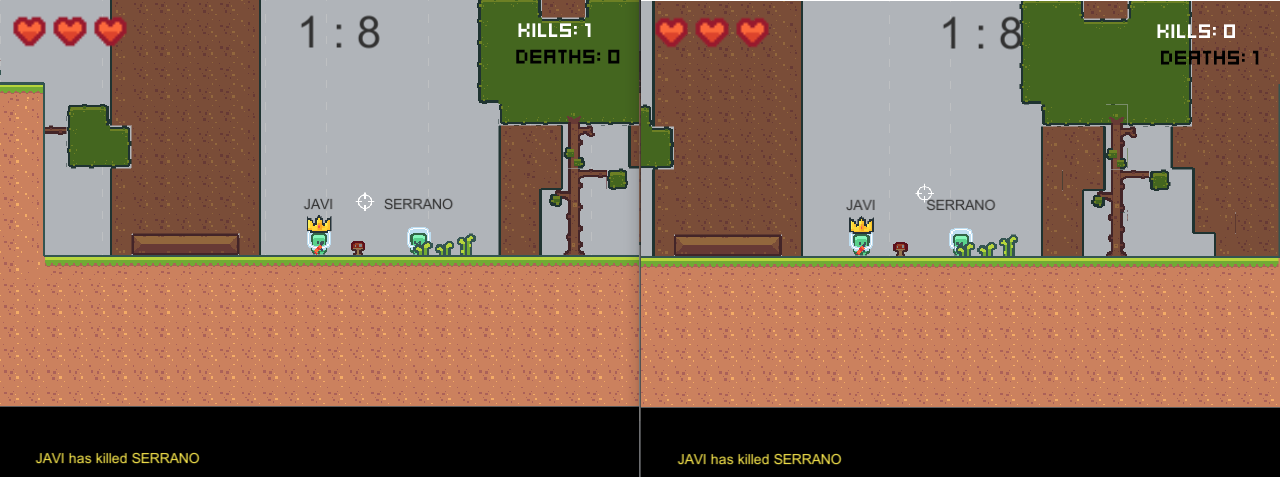 1 : 8
KILLS: 1
DEATHS: 0
JAVI
SERRANO
JAVI has killed SERRANO
1 : 8
KILLS: 0
DEATHS: 1
JAVI
SERRANO
JAVI has killed SERRANO